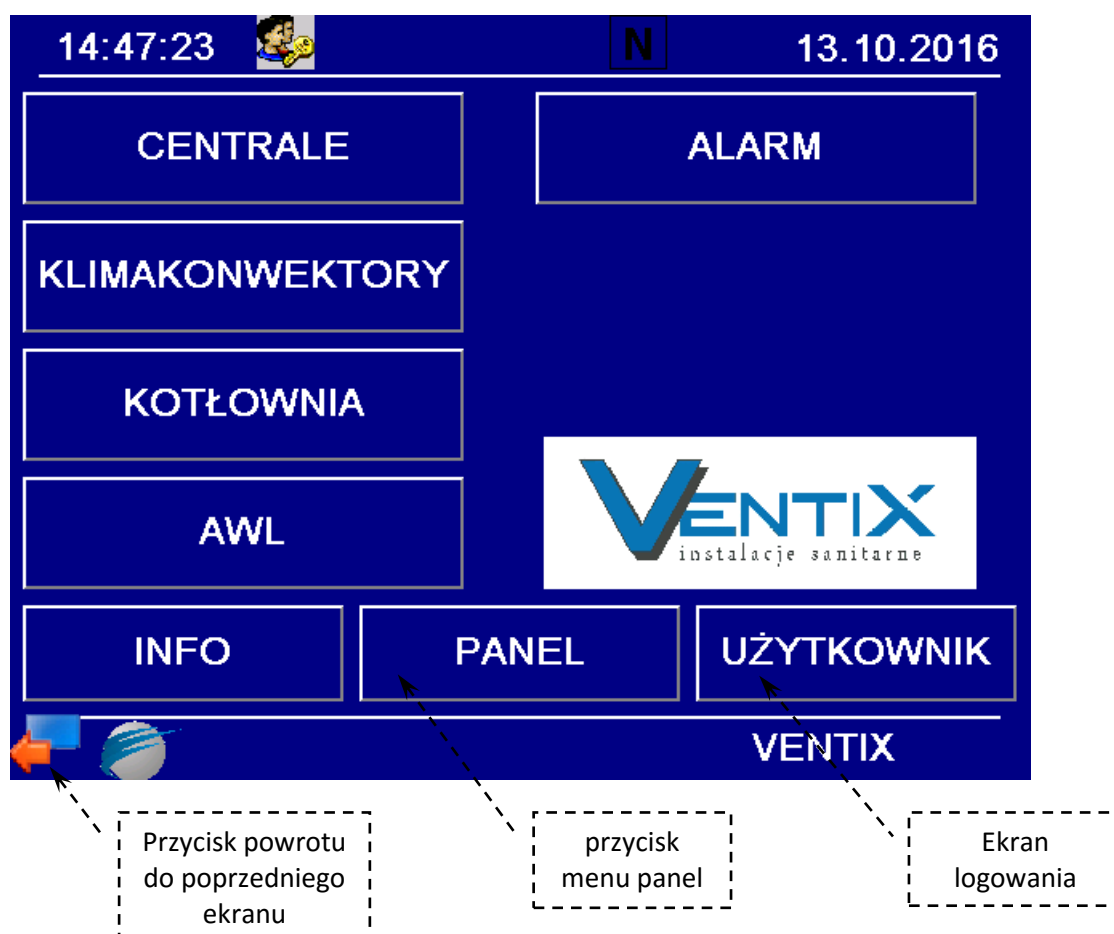 14:47:23 N 13.10.2016
CENTRALE
ALARM
KLIMAKONWEKTORY
KOTŁOWNIA
AWL
VENTIX
instalacje sanitarne
INFO
PANEL
UŻYTKOWNIK
VENTIX
Przycisk powrotu
do poprzedniego
ekranu
przycisk
menu panel
Ekran
logowania